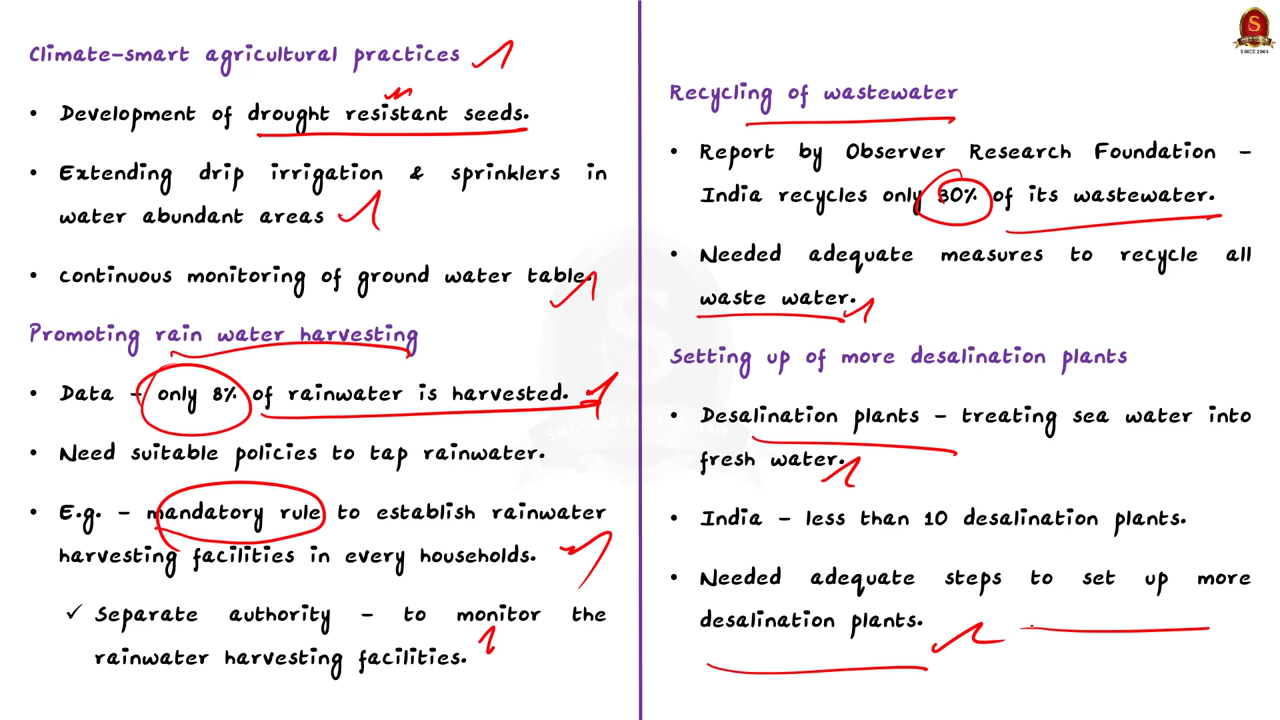 Climate-smart agricultural practices
• Development of drought resistant seeds.
• Extending drip irrigation & sprinklers in
water abundant areas
• continuous monitoring of ground water table.
Promoting rain water harvesting
• Data - only 8% of rainwater is harvested.
• Need suitable policies to tap rainwater.
• E.g. - mandatory rule to establish rainwater
harvesting facilities in every households.
✓ Separate authority - to monitor the
rainwater harvesting facilities.
S
SINCE 2004
Recycling of wastewater
• Report by Observer Research Foundation -
India recycles only 30% of its wastewater.
• Needed adequate measures to recycle all
waste water.
Setting up of more desalination plants
• Desalination plants - treating sea water into
fresh water.
• India - less than 10 desalination plants.
• Needed adequate steps to set up more
desalination plants.